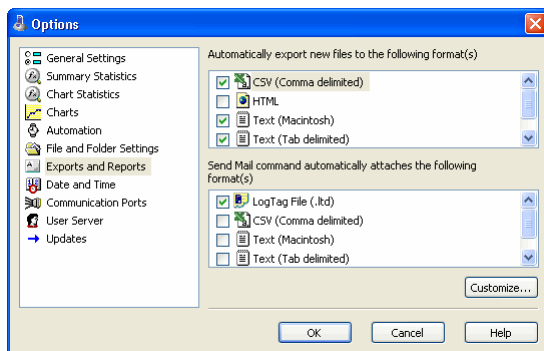 Options
General Settings
Summary Statistics
Chart Statistics
Charts
Automation
File and Folder Settings
Exports and Reports
Date and Time
Communication Ports
User Server
Updates
Automatically export new files to the following format(s)
CSV (Comma delimited)
HTML
Text (Macintosh)
Text (Tab delimited)
Send Mail command automatically attaches the following
format(s)
LogTag File (.ltd)
CSV (Comma delimited)
Text (Macintosh)
Text (Tab delimited)
Customize...
OK
Cancel
Help